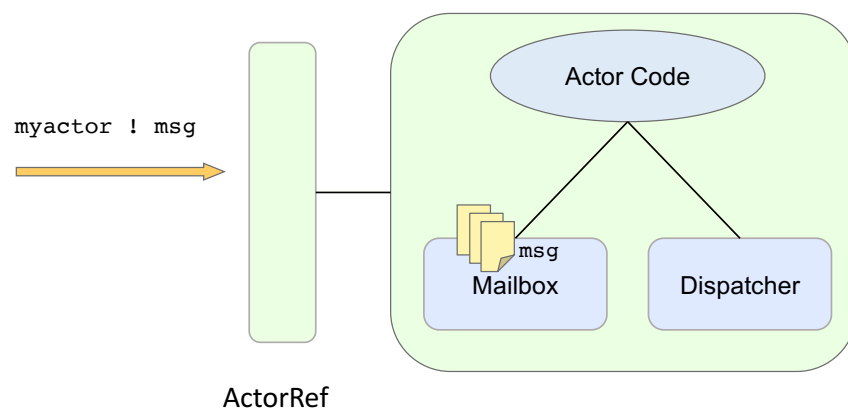 Actor Code
myactor ! msg
msg
Mailbox
Dispatcher
ActorRef